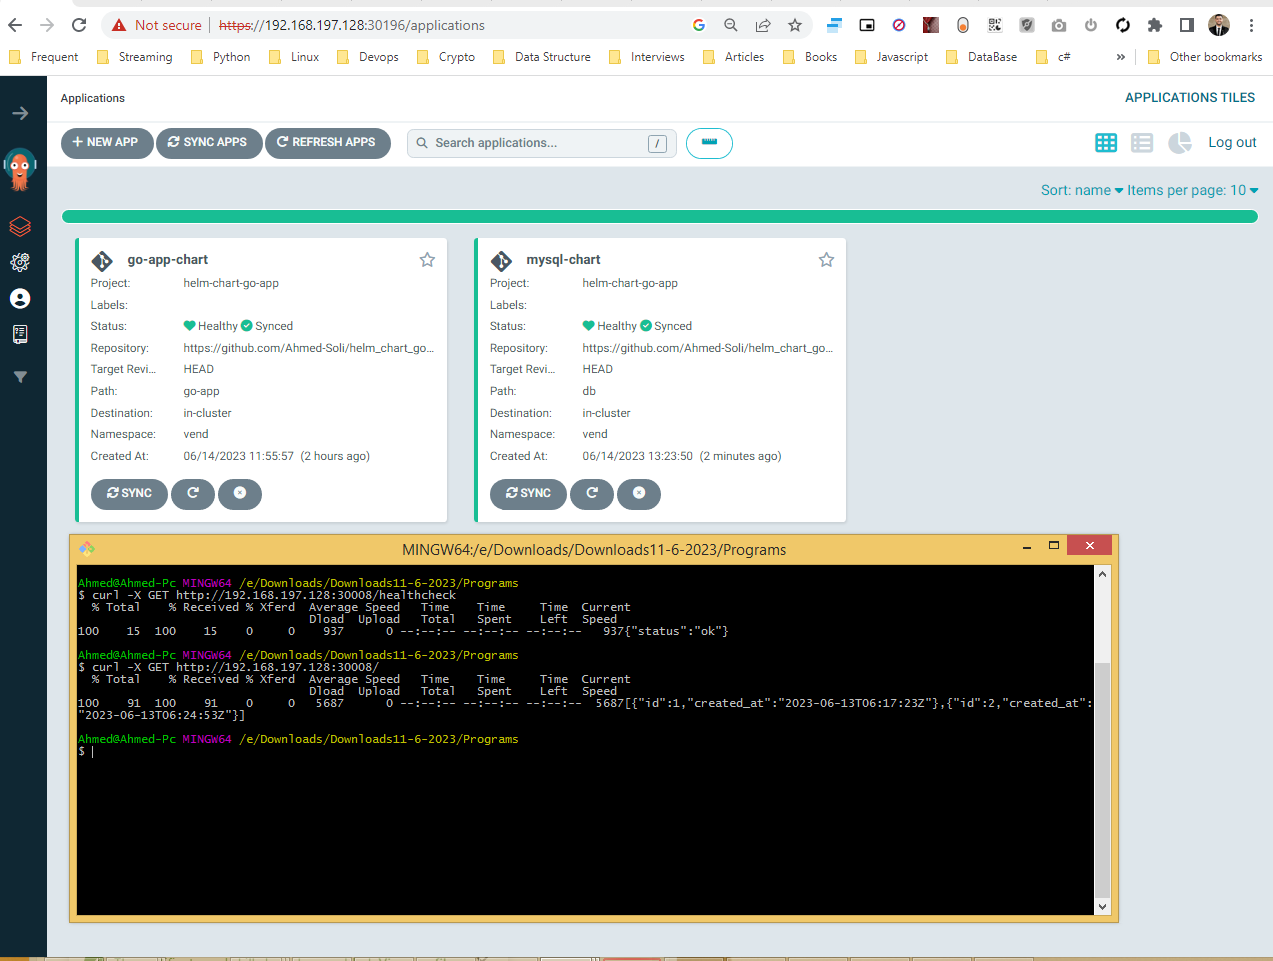 Not secure https://192.168.197.128:30196/applications
Frequent Streaming Python Linux Devops Crypto Data Structure Interviews Articles Books Javascript DataBase c# » Other bookmarks
Applications APPLICATIONS TILES
NEW APP SYNC APPS REFRESH APPS Search applications... / Log out
Sort: name Items per page: 10
go-app-chart
Project: helm-chart-go-app
Labels:
Status: Healthy Synced
Repository: https://github.com/Ahmed-Soli/helm_chart_go...
Target Revi... HEAD
Path: go-app
Destination: in-cluster
Namespace: vend
Created At: 06/14/2023 11:55:57 (2 hours ago)
SYNC
mysql-chart
Project: helm-chart-go-app
Labels:
Status: Healthy Synced
Repository: https://github.com/Ahmed-Soli/helm_chart_go...
Target Revi... HEAD
Path: db
Destination: in-cluster
Namespace: vend
Created At: 06/14/2023 13:23:50 (2 minutes ago)
SYNC
MINGW64:/e/Downloads/Downloads11-6-2023/Programs
Ahmed@Ahmed-Pc MINGW64 /e/Downloads/Downloads11-6-2023/Programs
$ curl -X GET http://192.168.197.128:30008/healthcheck
% Total % Received % Xferd Average Speed Time Time Time Current
Dload Upload Total Spent Left Speed
100 15 100 15 0 0 937 0 --:--:-- --:--:-- --:--:-- 937{"status":"ok"}
Ahmed@Ahmed-Pc MINGW64 /e/Downloads/Downloads11-6-2023/Programs
$ curl -X GET http://192.168.197.128:30008/
% Total % Received % Xferd Average Speed Time Time Time Current
Dload Upload Total Spent Left Speed
100 91 100 91 0 0 5687 0 --:--:-- --:--:-- --:--:-- 5687[{"id":1,"created_at":"2023-06-13T06:17:23Z"},{"id":2,"created_at":
"2023-06-13T06:24:53Z"}]
Ahmed@Ahmed-Pc MINGW64 /e/Downloads/Downloads11-6-2023/Programs
$